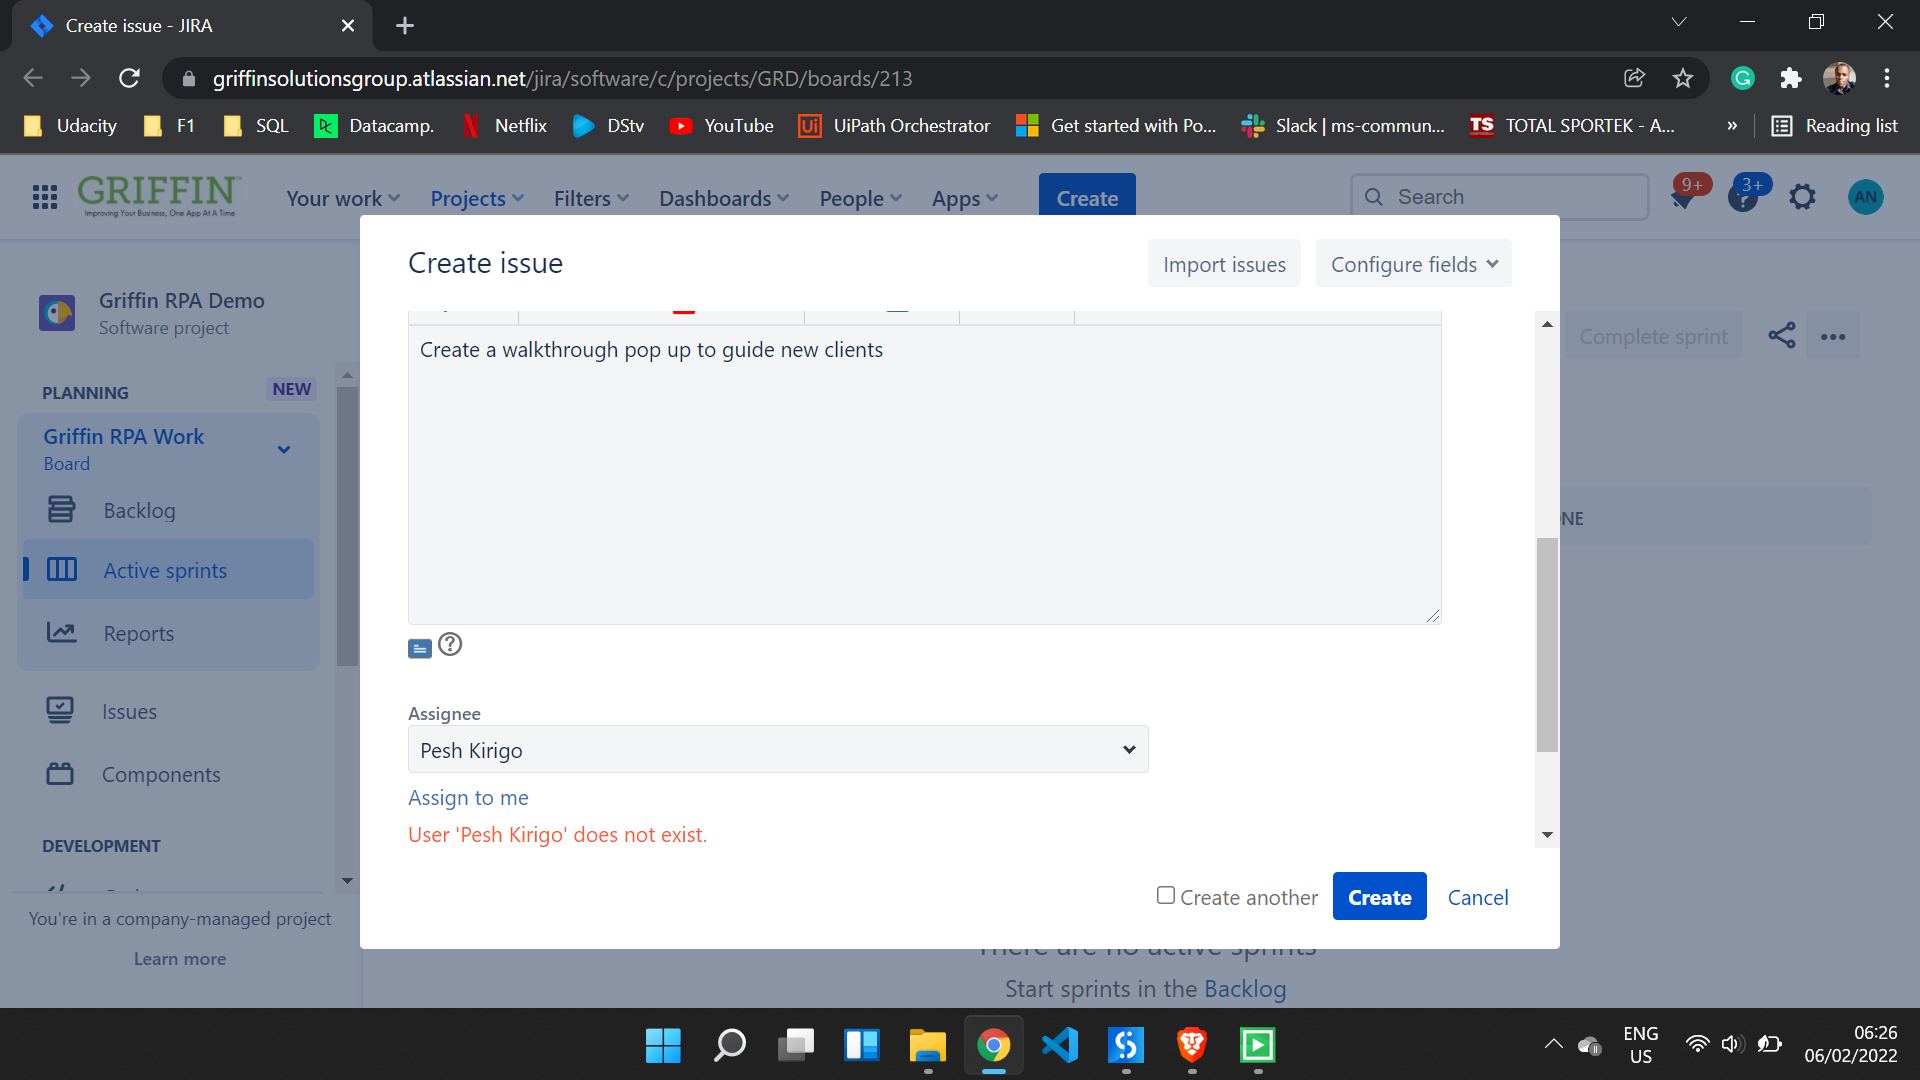 Create issue - JIRA
griffinsolutionsgroup.atlassian.net/jira/software/c/projects/GRD/boards/213
Udacity F1 SQL Datacamp. Netflix DStv YouTube UiPath Orchestrator Get started with Po... Slack | ms-commun... TOTAL SPORTEK - A... » Reading list
GRIFFIN
Improving Your Business, One App At A Time
Your work Projects Filters Dashboards People Apps Create Search 9+ 3+ AN
Create issue
Import issues
Configure fields
Griffin RPA Demo
Software project
Complete sprint
Create a walkthrough pop up to guide new clients
PLANNING
NEW
Griffin RPA Work
Board
Backlog
NE
Active sprints
Reports
Issues
Assignee
Pesh Kirigo
Components
Assign to me
User 'Pesh Kirigo' does not exist.
DEVELOPMENT
Create another
Create
Cancel
You're in a company-managed project
Learn more
There are no active sprints
Start sprints in the Backlog
ENG
US
06:26
06/02/2022